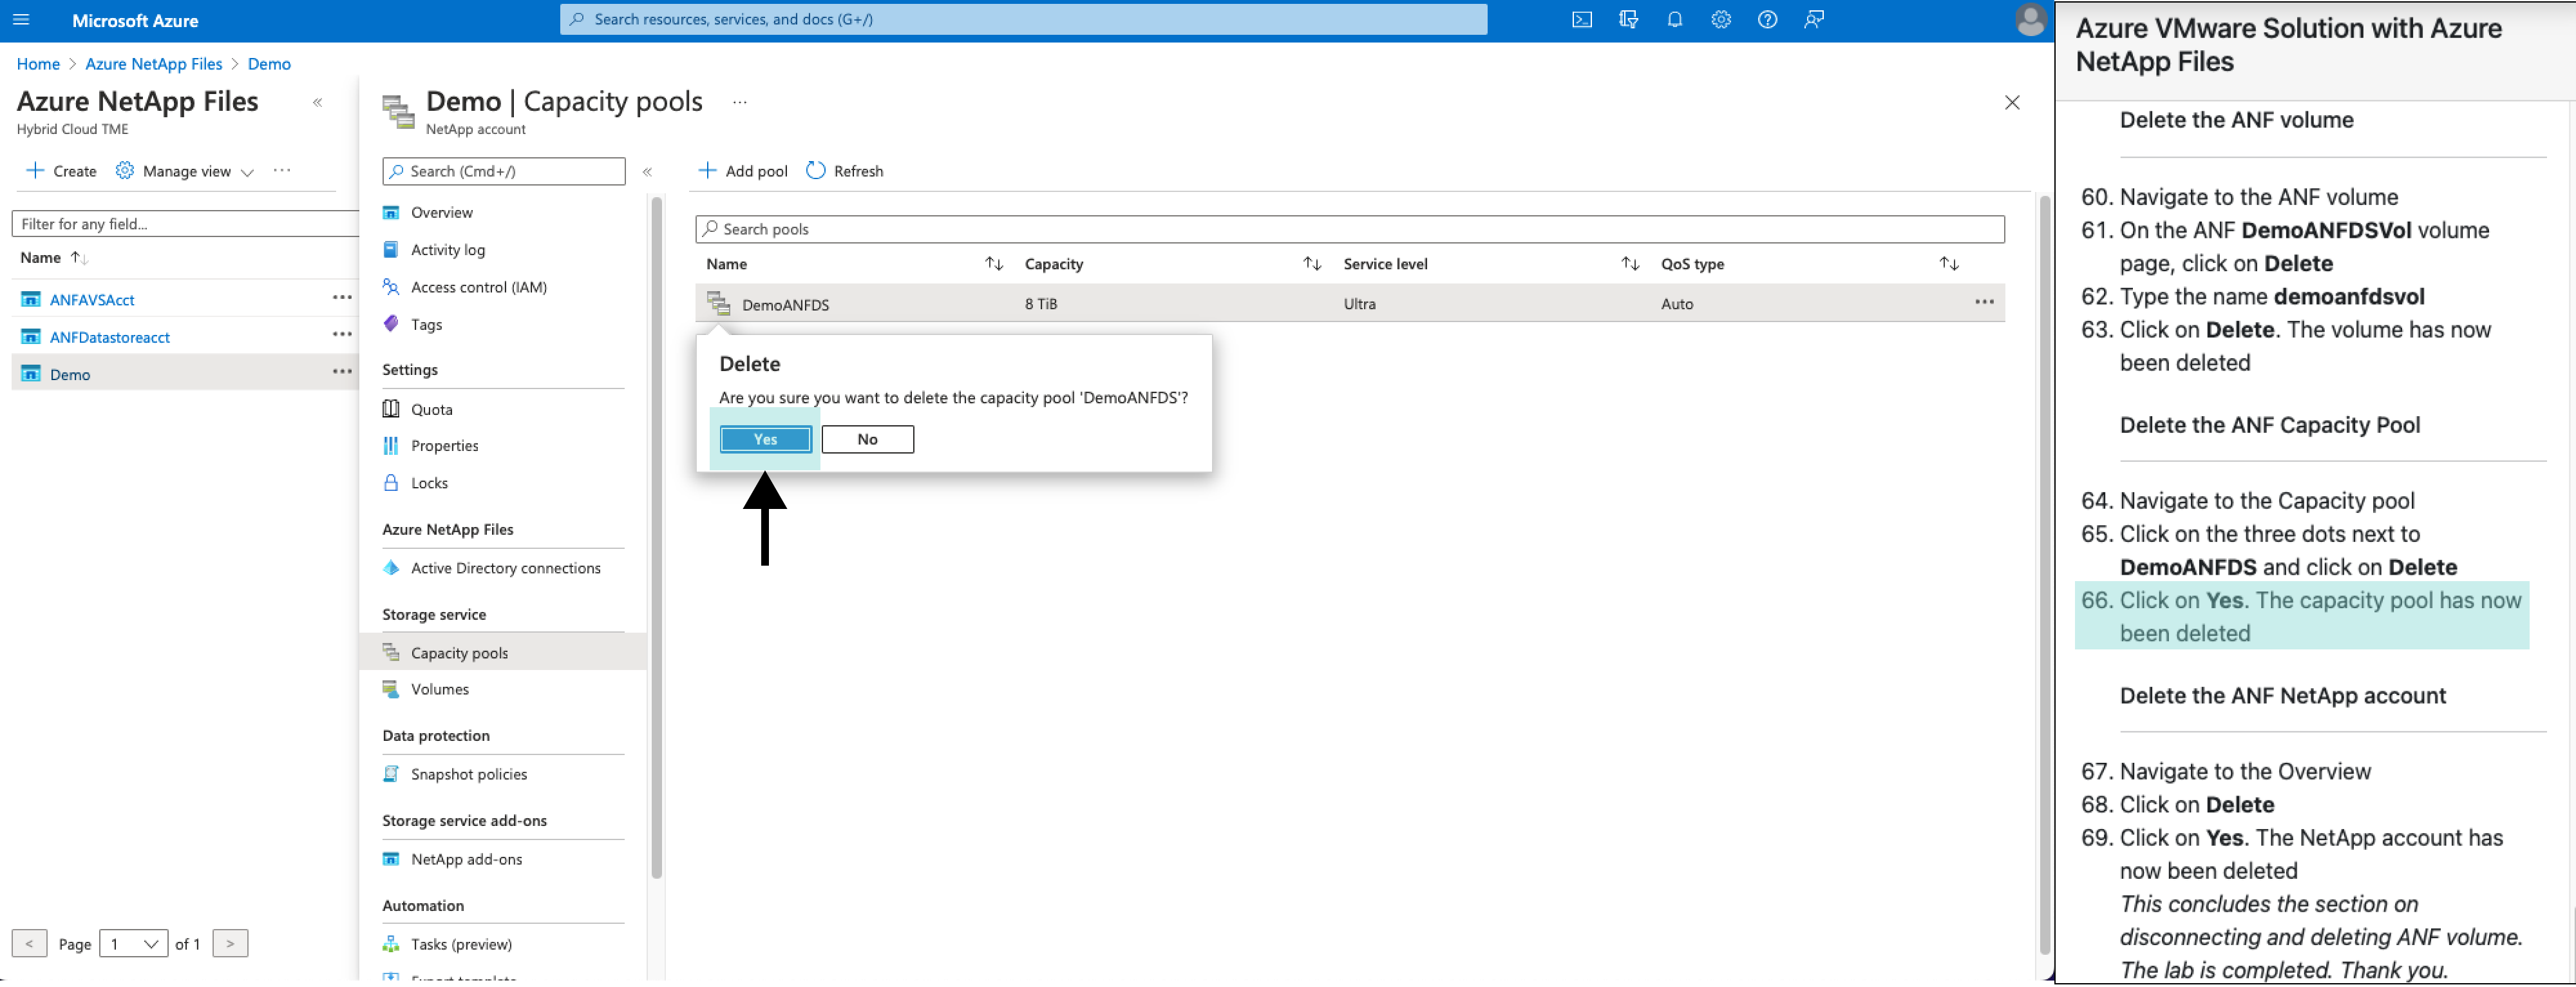 Microsoft Azure
Search resources, services, and docs (G+/)
Home > Azure NetApp Files > Demo
Azure NetApp Files
Hybrid Cloud TME
Create
Manage view
Filter for any field...
Name
ANFAVSAcct
ANFDatastoreacct
Demo
< Page 1 of 1 >
Demo | Capacity pools
NetApp account
Search (Cmd+/)
Overview
Activity log
Access control (IAM)
Tags
Settings
Quota
Properties
Locks
Azure NetApp Files
Active Directory connections
Storage service
Capacity pools
Volumes
Data protection
Snapshot policies
Storage service add-ons
NetApp add-ons
Automation
Tasks (preview)
Add pool
Refresh
Search pools
Name Capacity Service level QoS type
DemoANFDS 8 TiB Ultra Auto
Delete
Are you sure you want to delete the capacity pool 'DemoANFDS'?
Yes No
Azure VMware Solution with Azure
NetApp Files
Delete the ANF volume
60. Navigate to the ANF volume
61. On the ANF DemoANFDSVol volume
page, click on Delete
62. Type the name demoanfdsvol
63. Click on Delete. The volume has now
been deleted
Delete the ANF Capacity Pool
64. Navigate to the Capacity pool
65. Click on the three dots next to
DemoANFDS and click on Delete
66. Click on Yes. The capacity pool has now
been deleted
Delete the ANF NetApp account
67. Navigate to the Overview
68. Click on Delete
69. Click on Yes. The NetApp account has
now been deleted
This concludes the section on
disconnecting and deleting ANF volume.
The lab is completed. Thank you.